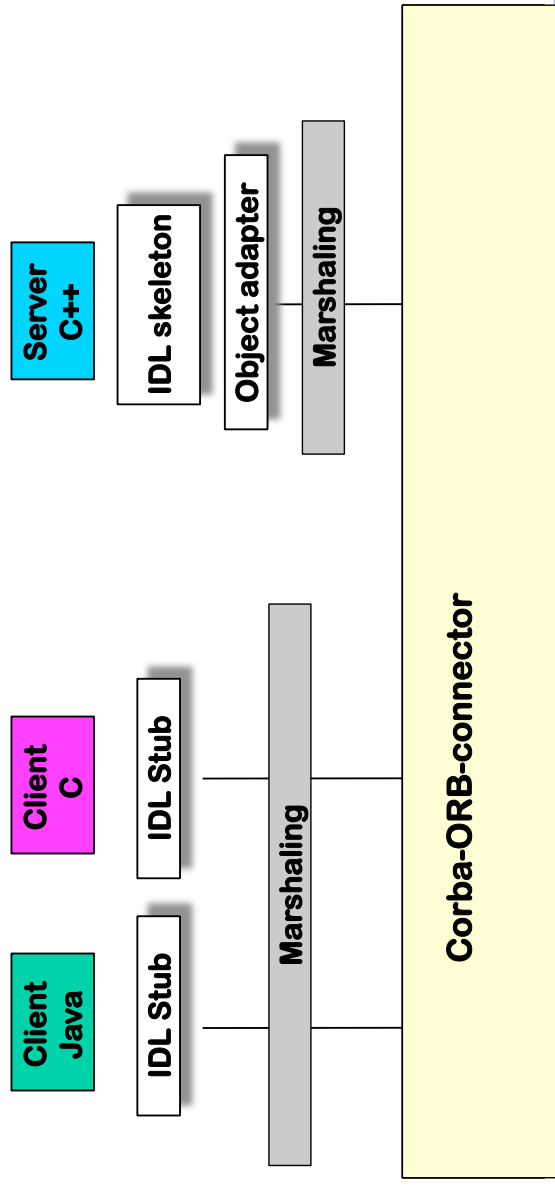 Client
Java
Client
C
Server
C++
IDL Stub
IDL Stub
IDL skeleton
Object adapter
Marshaling
Marshaling
Corba-ORB-connector